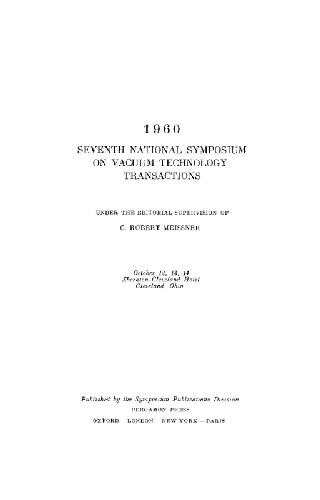 1960
SEVENTH NATIONAL SYMPOSIUM
ON VACUUM TECHNOLOGY
TRANSACTIONS
UNDER THE EDITORIAL SUPERVISION OF
C. ROBERT MEISSNER
October 12, 13, 14
Sheraton Cleveland Hotel
Cleveland, Ohio
Published by the Symposium Publications Division
PERGAMON PRESS
OXFORD LONDON NEW YORK – PARIS